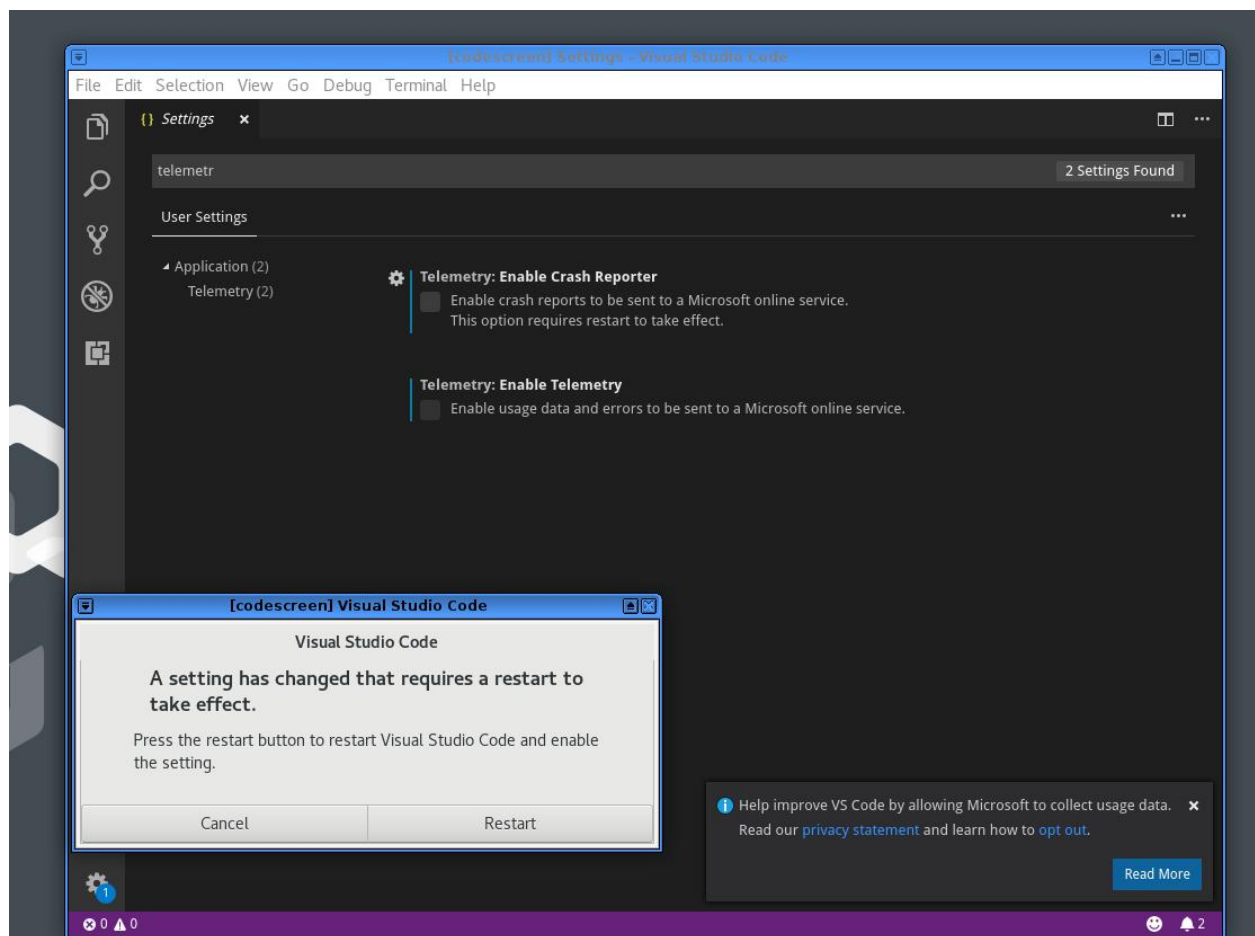 [codescreen] Settings - Visual Studio Code
File Edit Selection View Go Debug Terminal Help
{} Settings
telemetr
2 Settings Found
User Settings
Application (2)
Telemetry (2)
Telemetry: Enable Crash Reporter
Enable crash reports to be sent to a Microsoft online service.
This option requires restart to take effect.
Telemetry: Enable Telemetry
Enable usage data and errors to be sent to a Microsoft online service.
[codescreen] Visual Studio Code
Visual Studio Code
A setting has changed that requires a restart to
take effect.
Press the restart button to restart Visual Studio Code and enable
the setting.
Cancel
Restart
Help improve VS Code by allowing Microsoft to collect usage data.
Read our privacy statement and learn how to opt out.
Read More
1
0 0
2